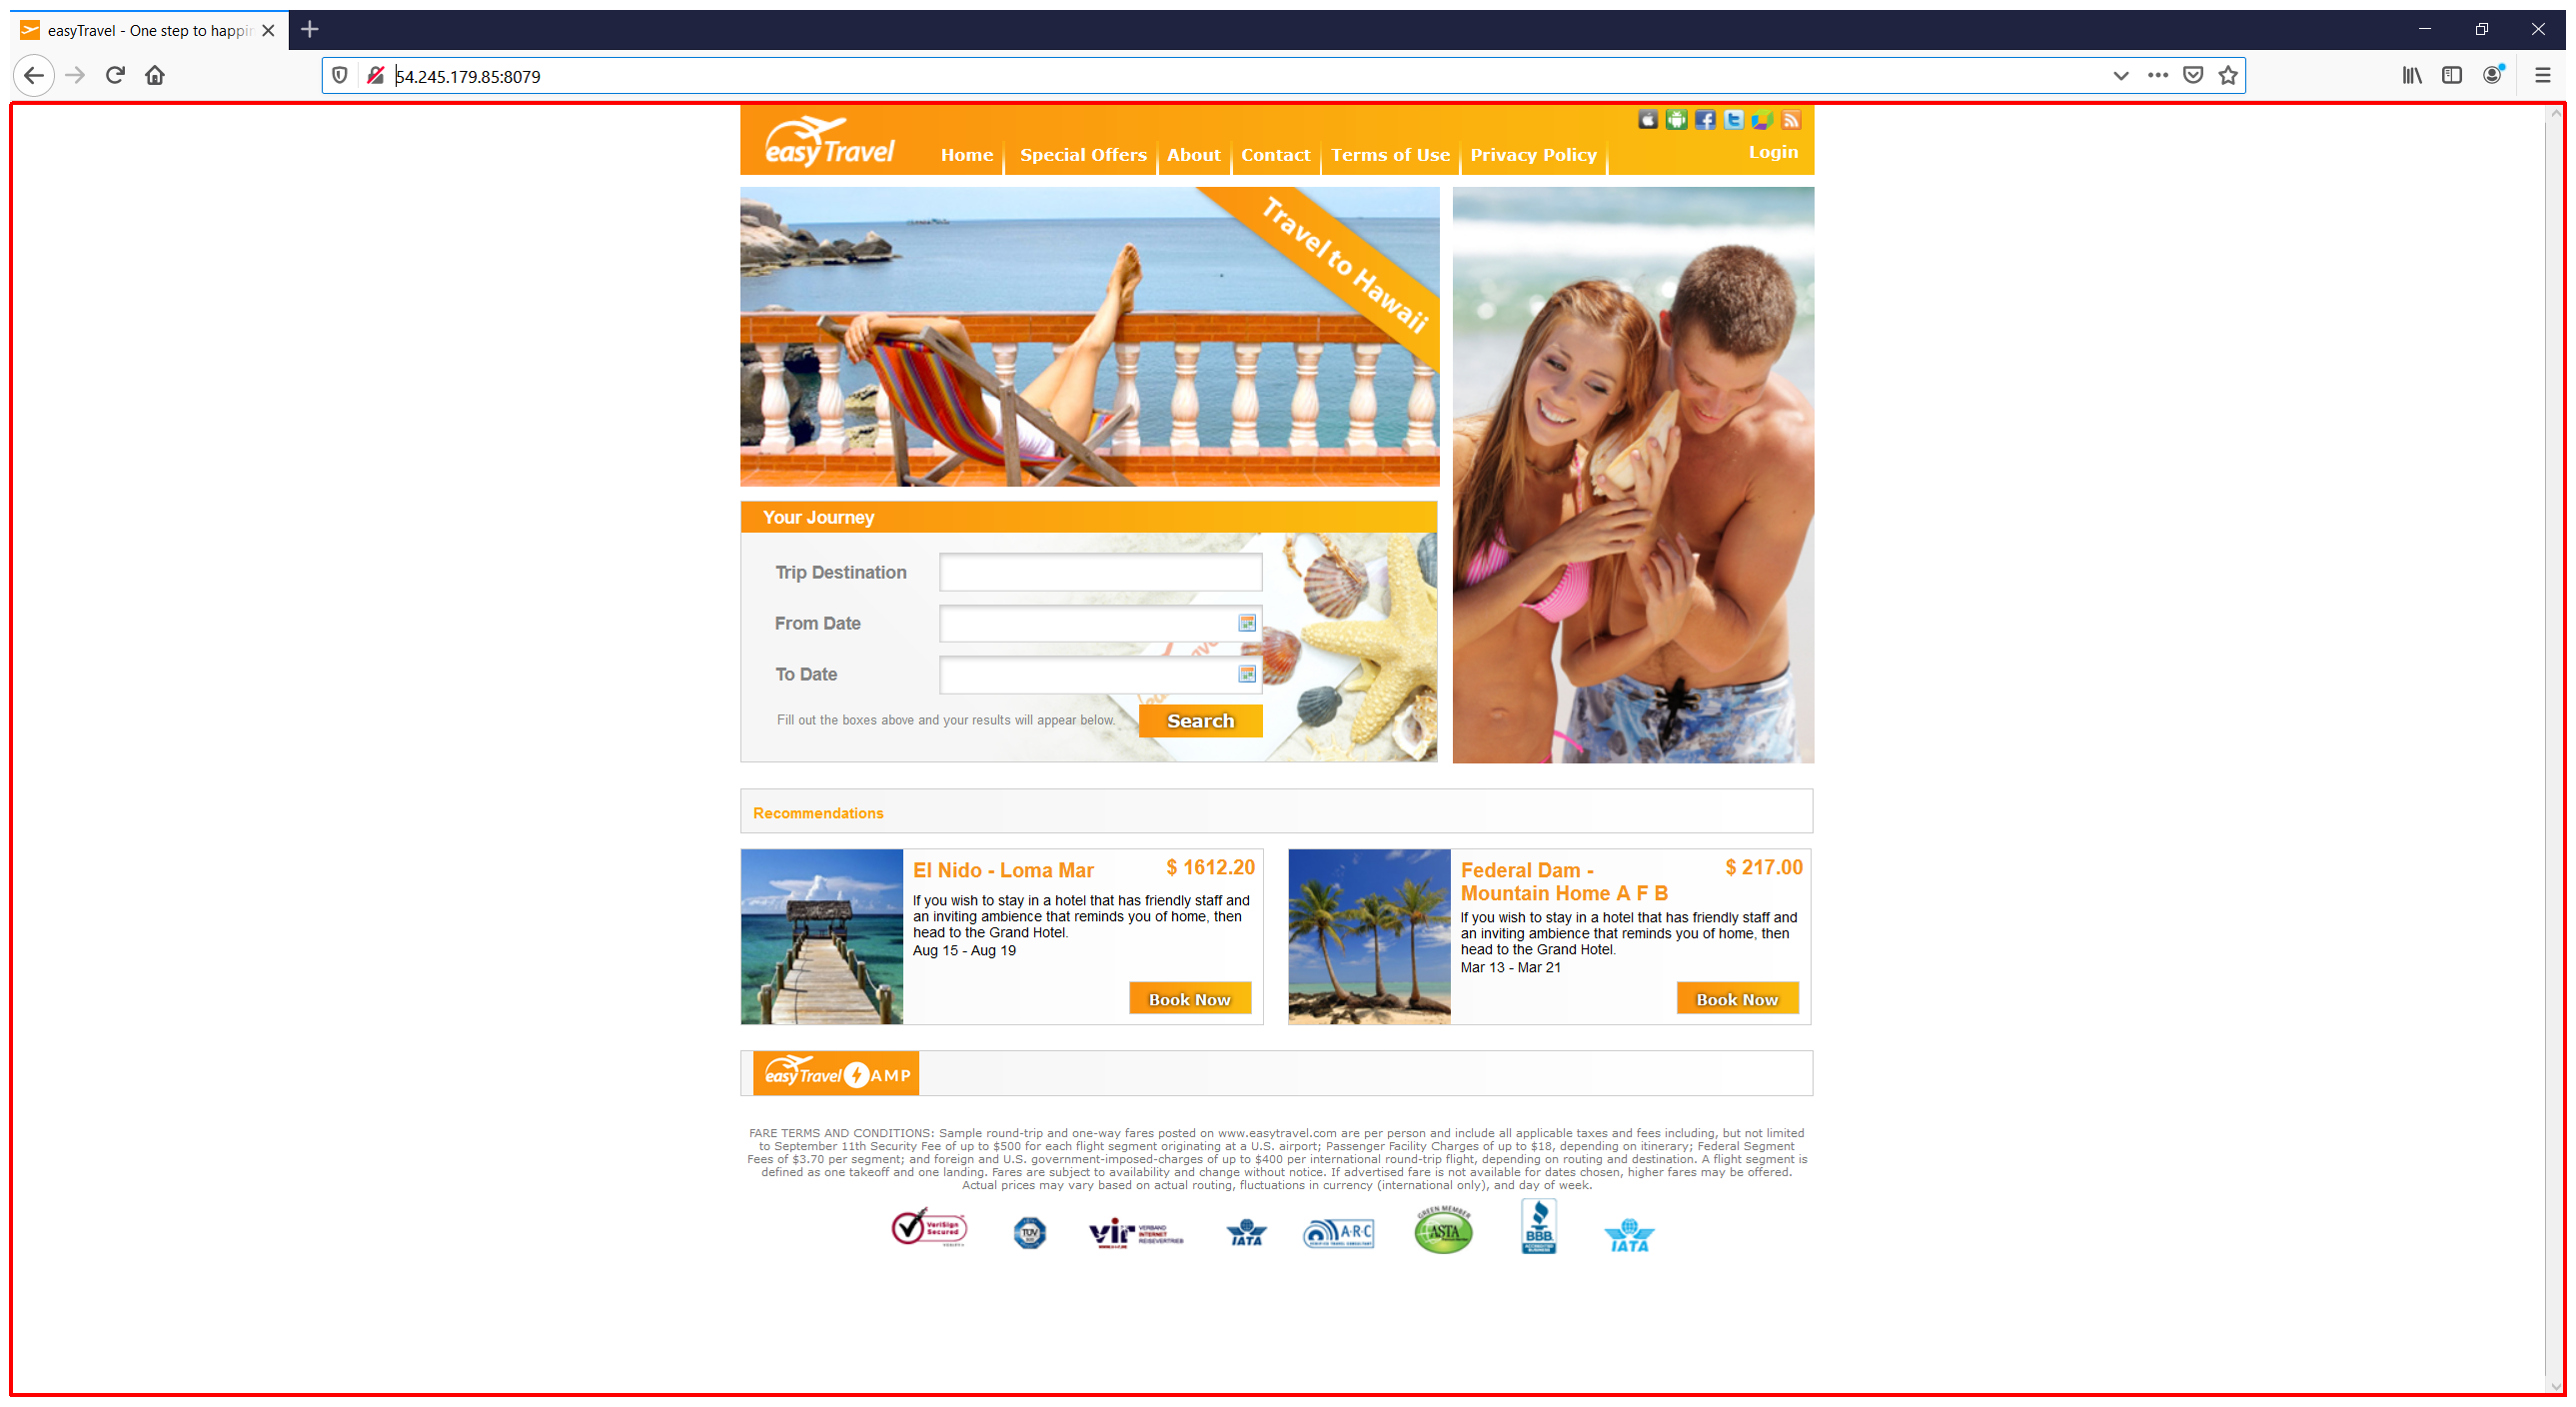 easyTravel - One step to happin
54.245.179.85:8079
easyTravel
Home
Special Offers
About
Contact
Terms of Use
Privacy Policy
Login
Travel to Hawaii
Your Journey
Trip Destination
From Date
To Date
Fill out the boxes above and your results will appear below.
Search
Recommendations
El Nido - Loma Mar
$ 1612.20
If you wish to stay in a hotel that has friendly staff and
an inviting ambience that reminds you of home, then
head to the Grand Hotel.
Aug 15 - Aug 19
Book Now
Federal Dam -
Mountain Home A F B
$ 217.00
If you wish to stay in a hotel that has friendly staff and
an inviting ambience that reminds you of home, then
head to the Grand Hotel.
Mar 13 - Mar 21
Book Now
easyTravel AMP
FARE TERMS AND CONDITIONS: Sample round-trip and one-way fares posted on www.easytravel.com are per person and include all applicable taxes and fees including, but not limited
to September 11th Security Fee of up to $500 for each flight segment originating at a U.S. airport; Passenger Facility Charges of up to $18, depending on itinerary; Federal Segment
Fees of $3.70 per segment; and foreign and U.S. government-imposed-charges of up to $400 per international round-trip flight, depending on routing and destination. A flight segment is
defined as one takeoff and one landing. Fares are subject to availability and change without notice. If advertised fare is not available for dates chosen, higher fares may be offered.
Actual prices may vary based on actual routing, fluctuations in currency (international only), and day of week.
VeriSign
Secured
TÜV
vir
VERBAND
INTERNET
REISEVERTRIEB
IATA
A·R·C
GREEN MEMBER
ASTA
BBB
ACCREDITED
BUSINESS
IATA